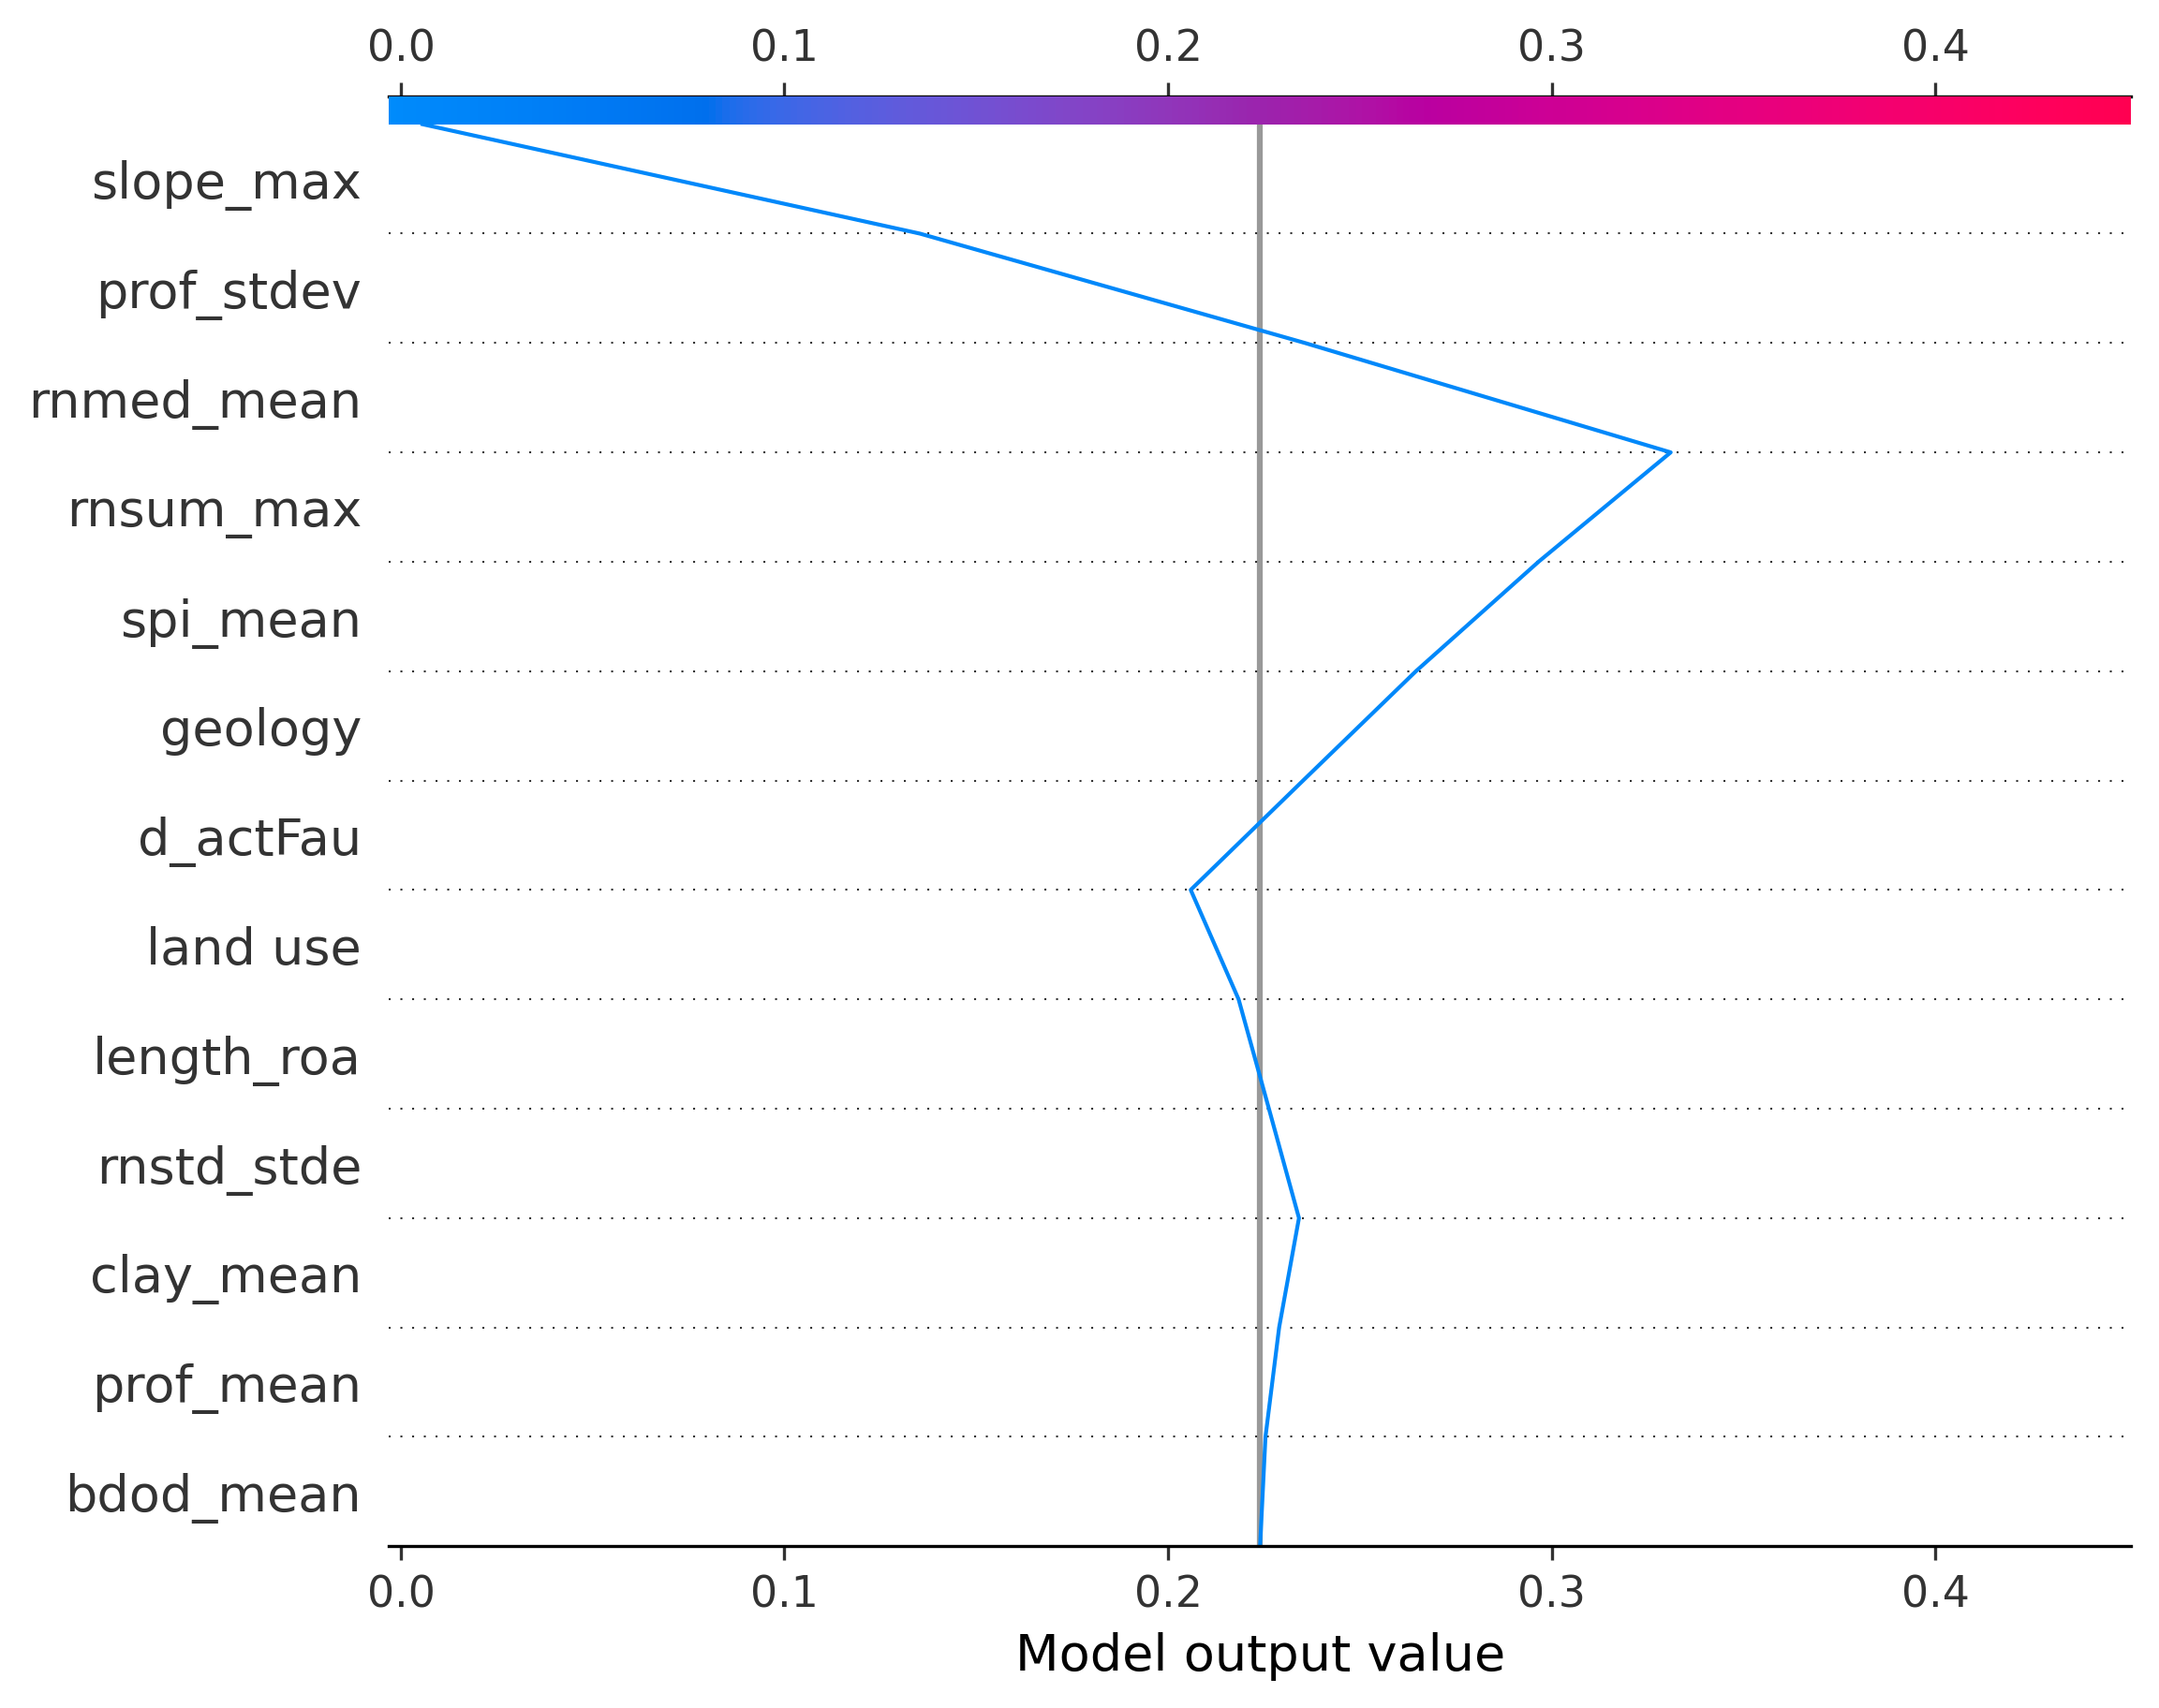 0.0 0.1 0.2 0.3 0.4
slope_max
prof_stdev
rnmed_mean
rnsum_max
spi_mean
geology
d_actFau
land use
length_roa
rnstd_stde
clay_mean
prof_mean
bdod_mean
0.0 0.1 0.2 0.3 0.4
Model output value